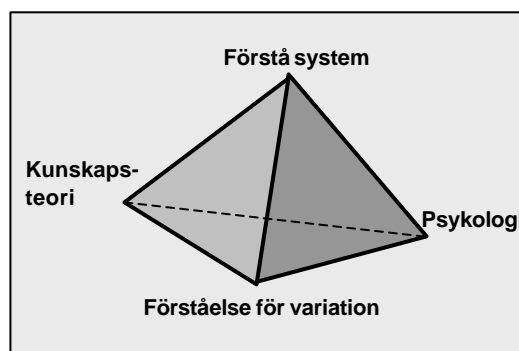 Förstå system
Kunskaps-
teori
Psykologi
Förståelse för variation